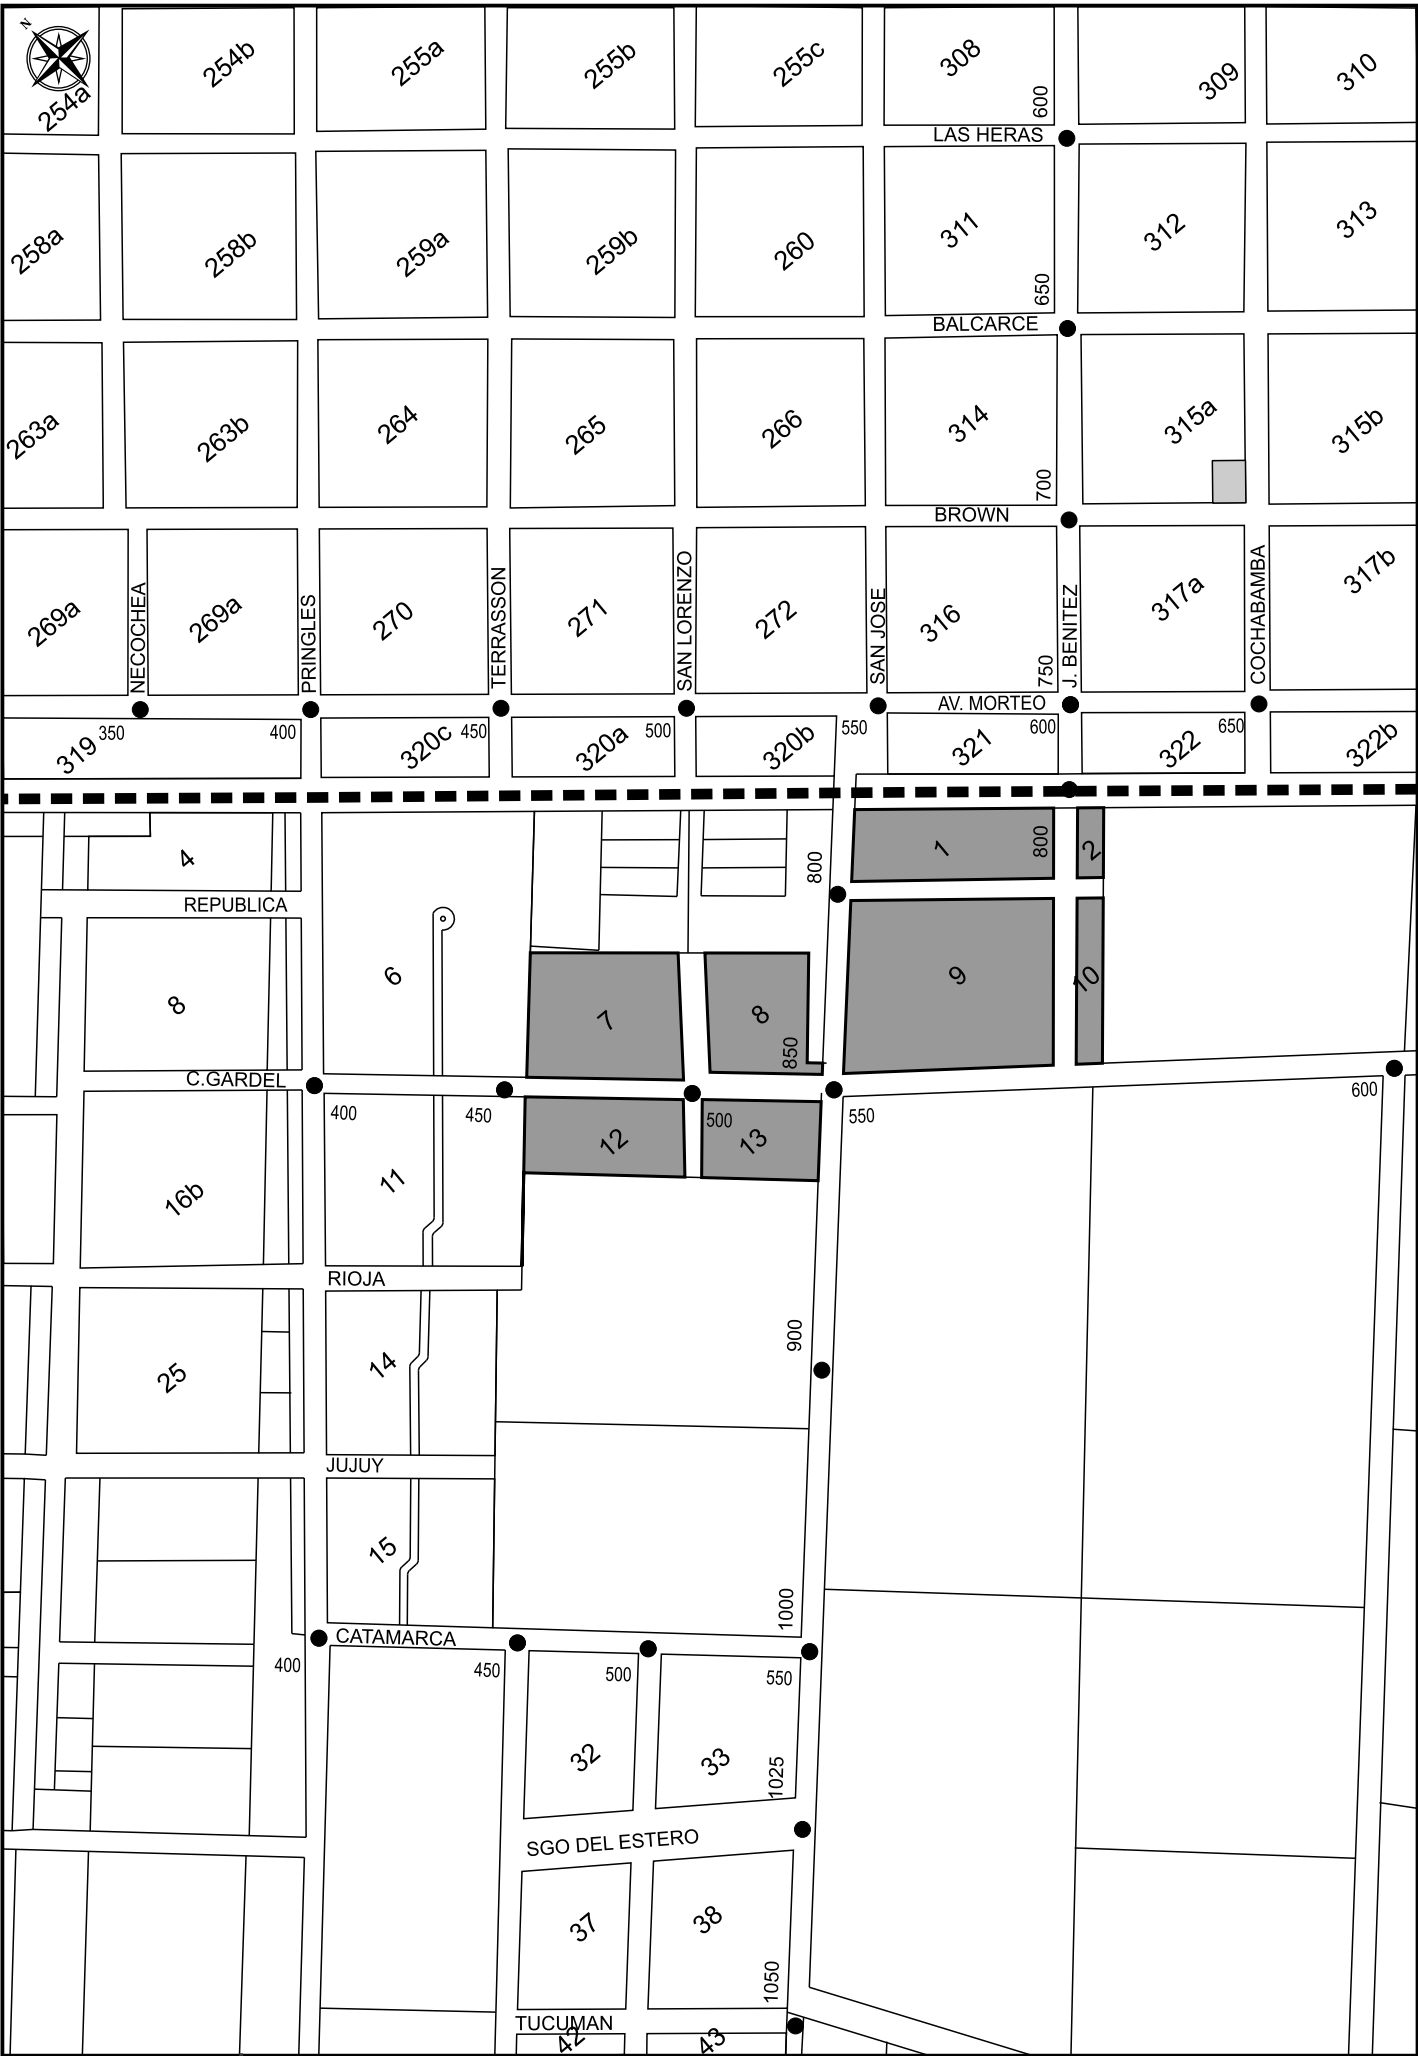 N
254a
254b
255a
255b
255c
308
309
310
600
LAS HERAS
258a
258b
259a
259b
260
311
312
313
650
BALCARCE
263a
263b
264
265
266
314
315a
315b
700
BROWN
269a
NECOCHEA
269a
PRINGLES
270
TERRASSON
271
SAN LORENZO
272
SAN JOSE
316
750
J. BENITEZ
317a
COCHABAMBA
317b
AV. MORTEO
319
350
400
320c
450
320a
500
320b
550
321
600
322
650
322b
4
800
1
800
2
REPUBLICA
8
6
7
8
850
9
10
C.GARDEL
400
450
500
550
600
16b
11
12
13
RIOJA
25
14
900
JUJUY
15
1000
CATAMARCA
400
450
500
550
32
33
1025
SGO DEL ESTERO
37
38
1050
TUCUMAN
42
43